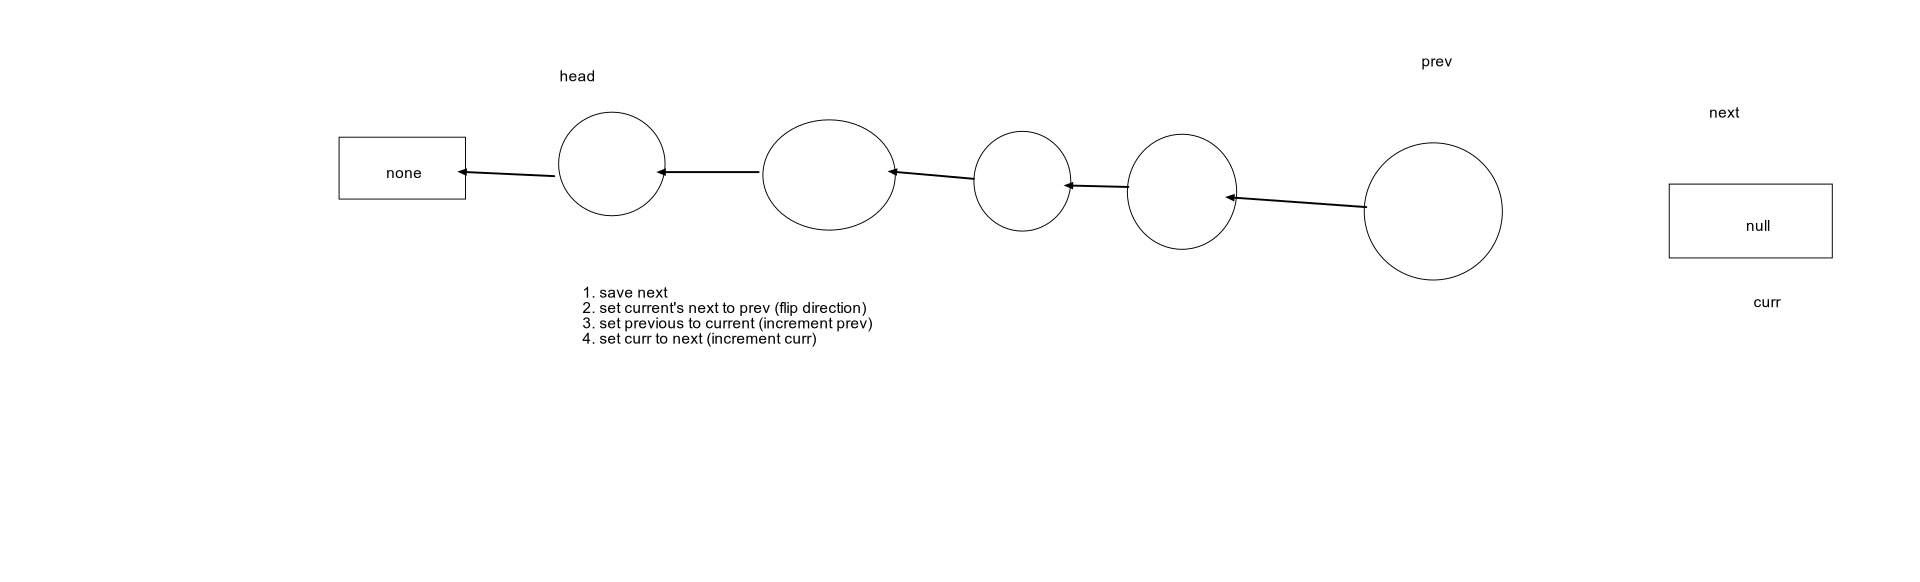 head
prev
next
none
null
1. save next
2. set current's next to prev (flip direction)
3. set previous to current (increment prev)
4. set curr to next (increment curr)
curr